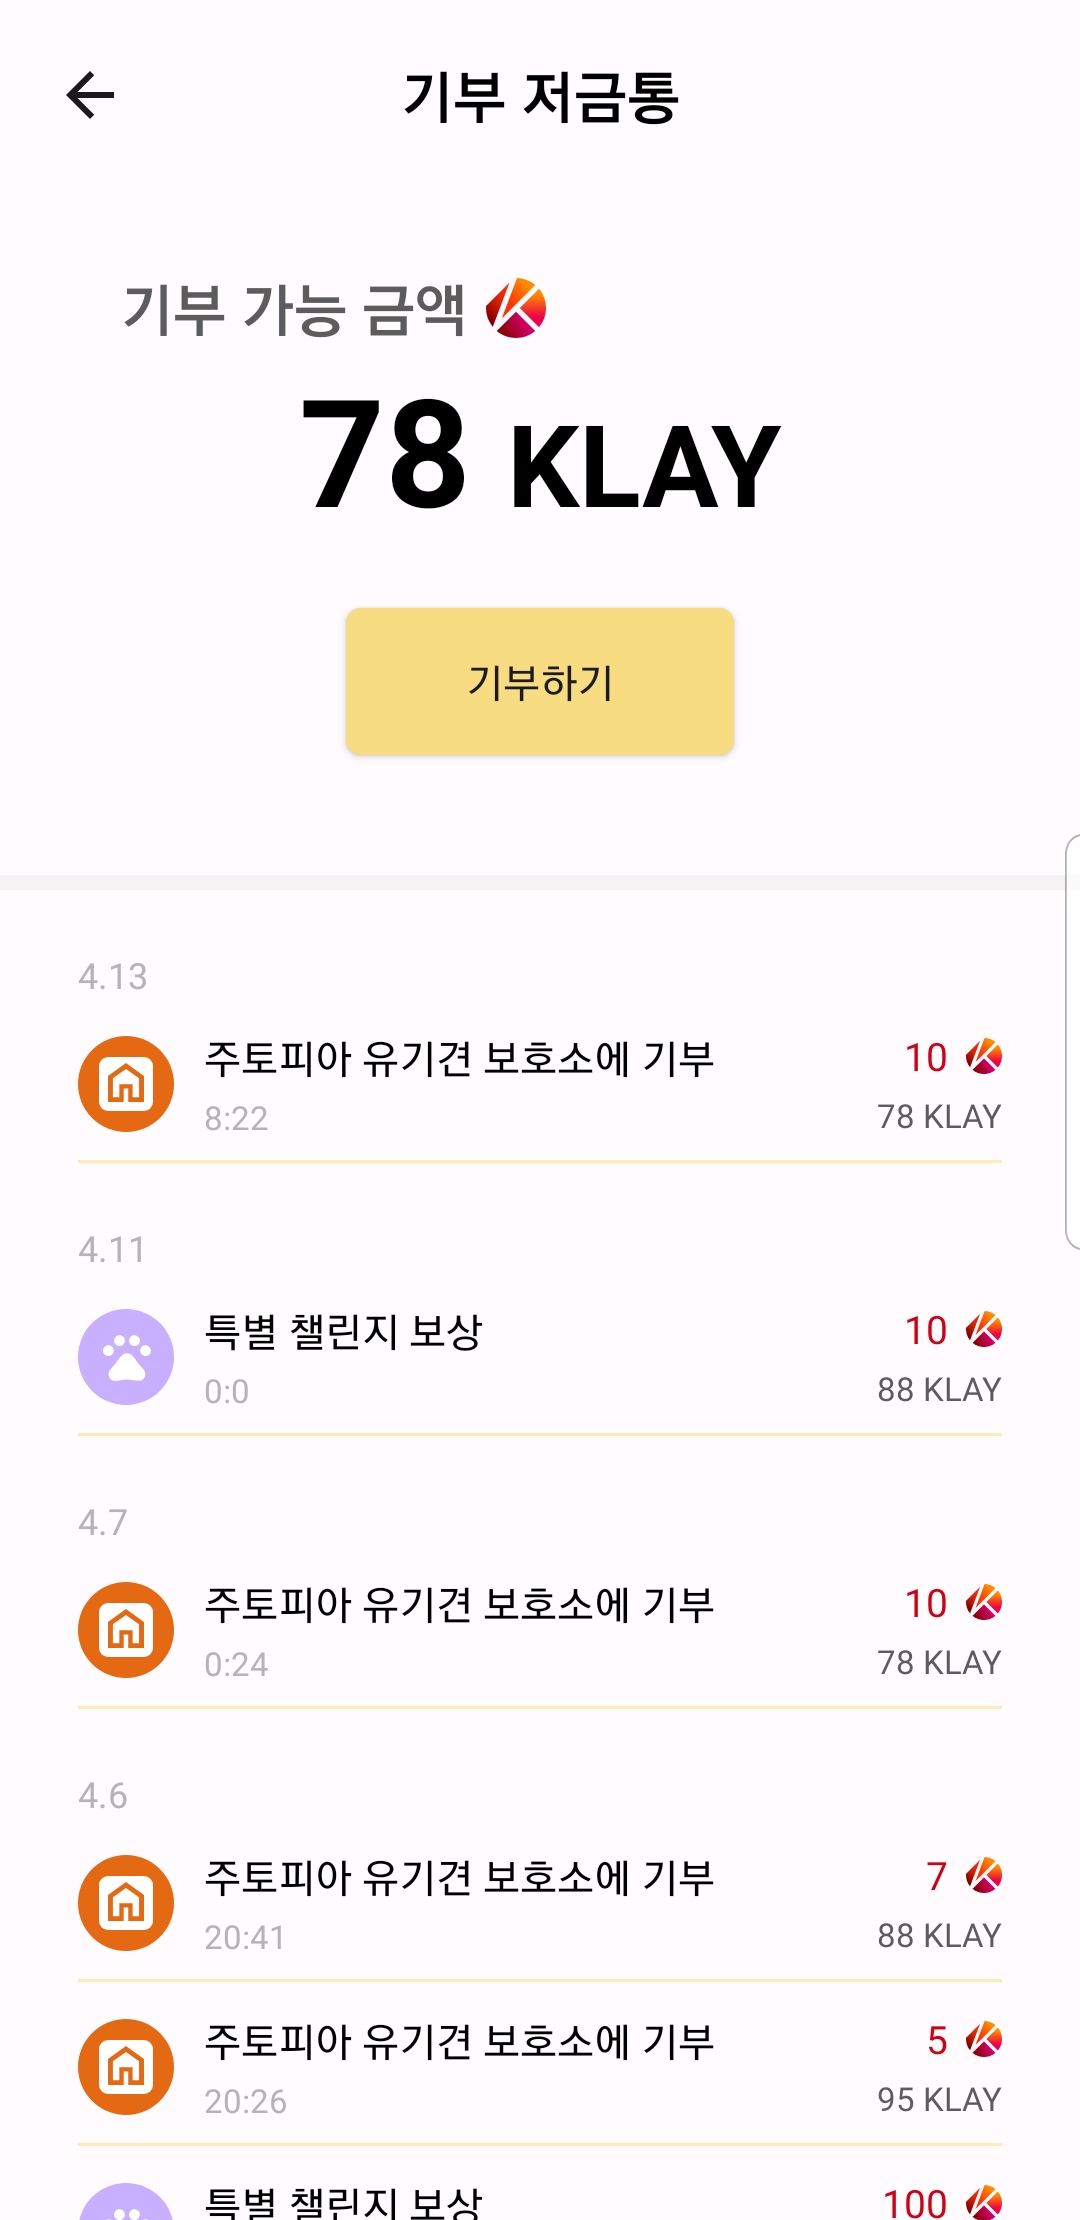 기부 저금통
기부 가능 금액
78 KLAY
기부하기
4.13
주토피아 유기견 보호소에 기부
10
8:22
78 KLAY
4.11
특별 챌린지 보상
10
0:0
88 KLAY
4.7
주토피아 유기견 보호소에 기부
10
0:24
78 KLAY
4.6
주토피아 유기견 보호소에 기부
7
20:41
88 KLAY
주토피아 유기견 보호소에 기부
5
20:26
95 KLAY
특별 챌린지 보상
100